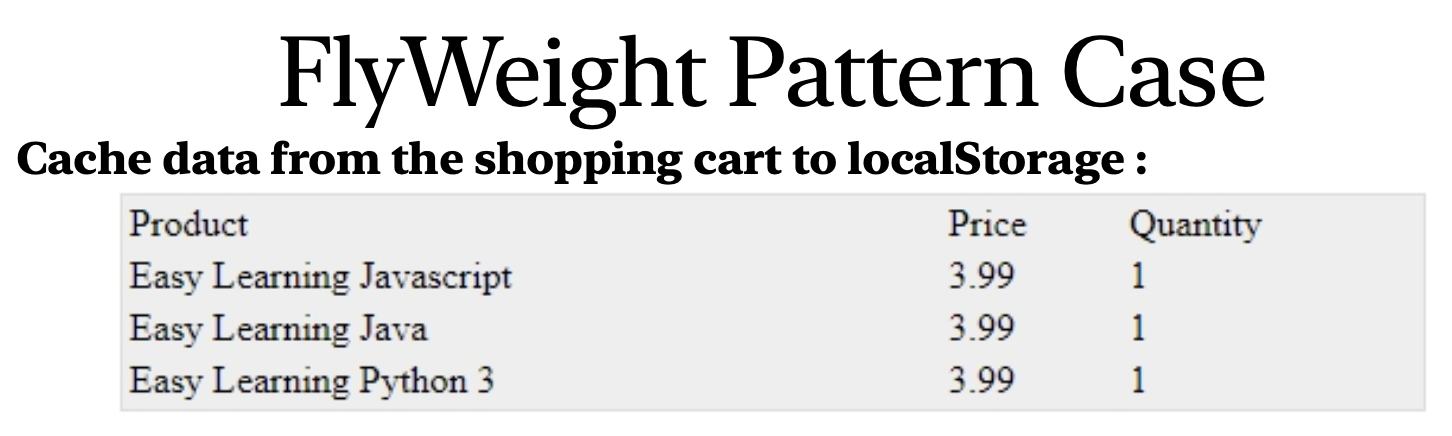 FlyWeight Pattern Case
Cache data from the shopping cart to localStorage :
Product Price Quantity
Easy Learning Javascript 3.99 1
Easy Learning Java 3.99 1
Easy Learning Python 3 3.99 1